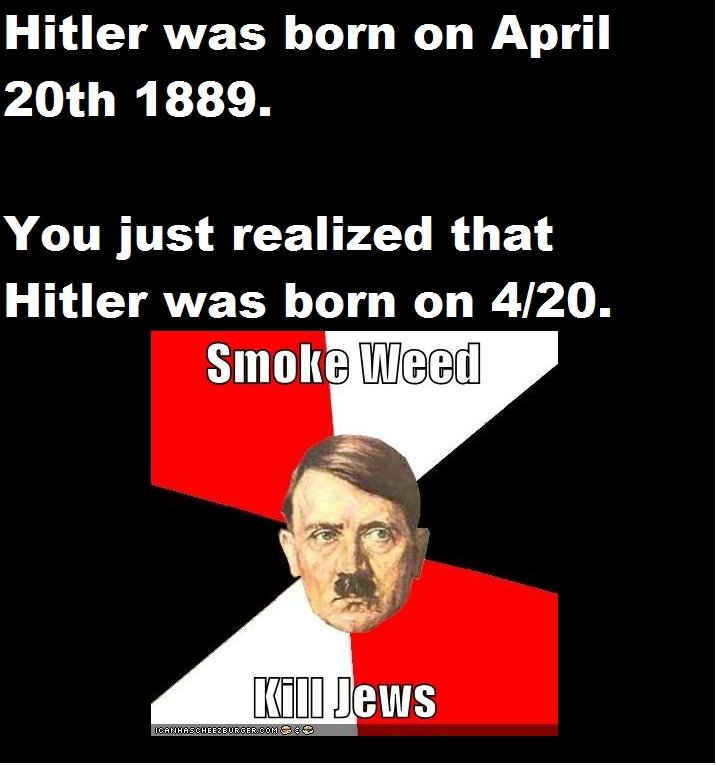 Hitler was born on April
20th 1889.
You just realized that
Hitler was born on 4/20.
Smoke Weed
Kill Jews
ICANHASCHEEZBURGER.COM